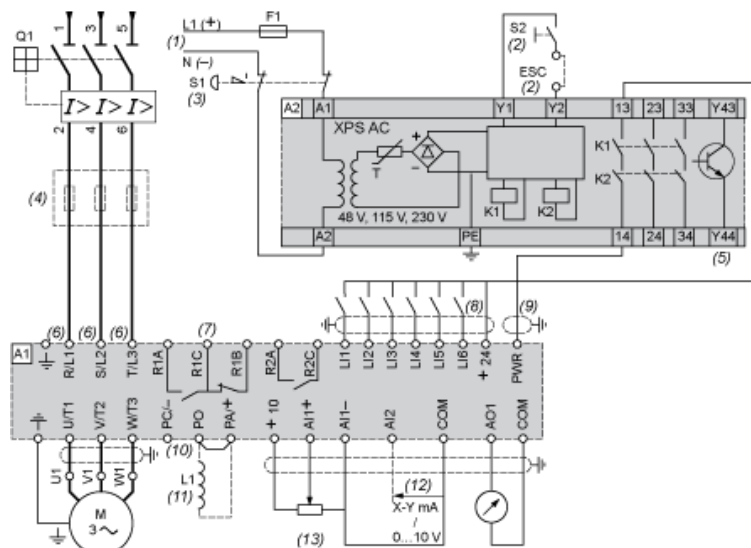 1 3 5
Q1
I> I> I>
2 4 6
(4)
L1 (+) F1
(1)
N (–)
S1
(3)
S2
(2)
ESC
(2)
A2 A1 Y1 Y2 13 23 33 Y43
XPS AC
+
T
–
K1
K2
48 V, 115 V, 230 V
K1 K2
A2 PE 14 24 34 Y44
(5)
(6) (6) (6) (7) (8) (9)
A1 R/L1 S/L2 T/L3 R1A R1C R1B R2A R2C LI1 LI2 LI3 LI4 LI5 LI6 + 24 PWR
U/T1 V/T2 W/T3 PC/– PO PA/+ + 10 AI1+ AI1– AI2 COM AO1 COM
(10)
U1 V1 W1
L1
(11)
(12)
X-Y mA
/
0...10 V
(13)
M
3